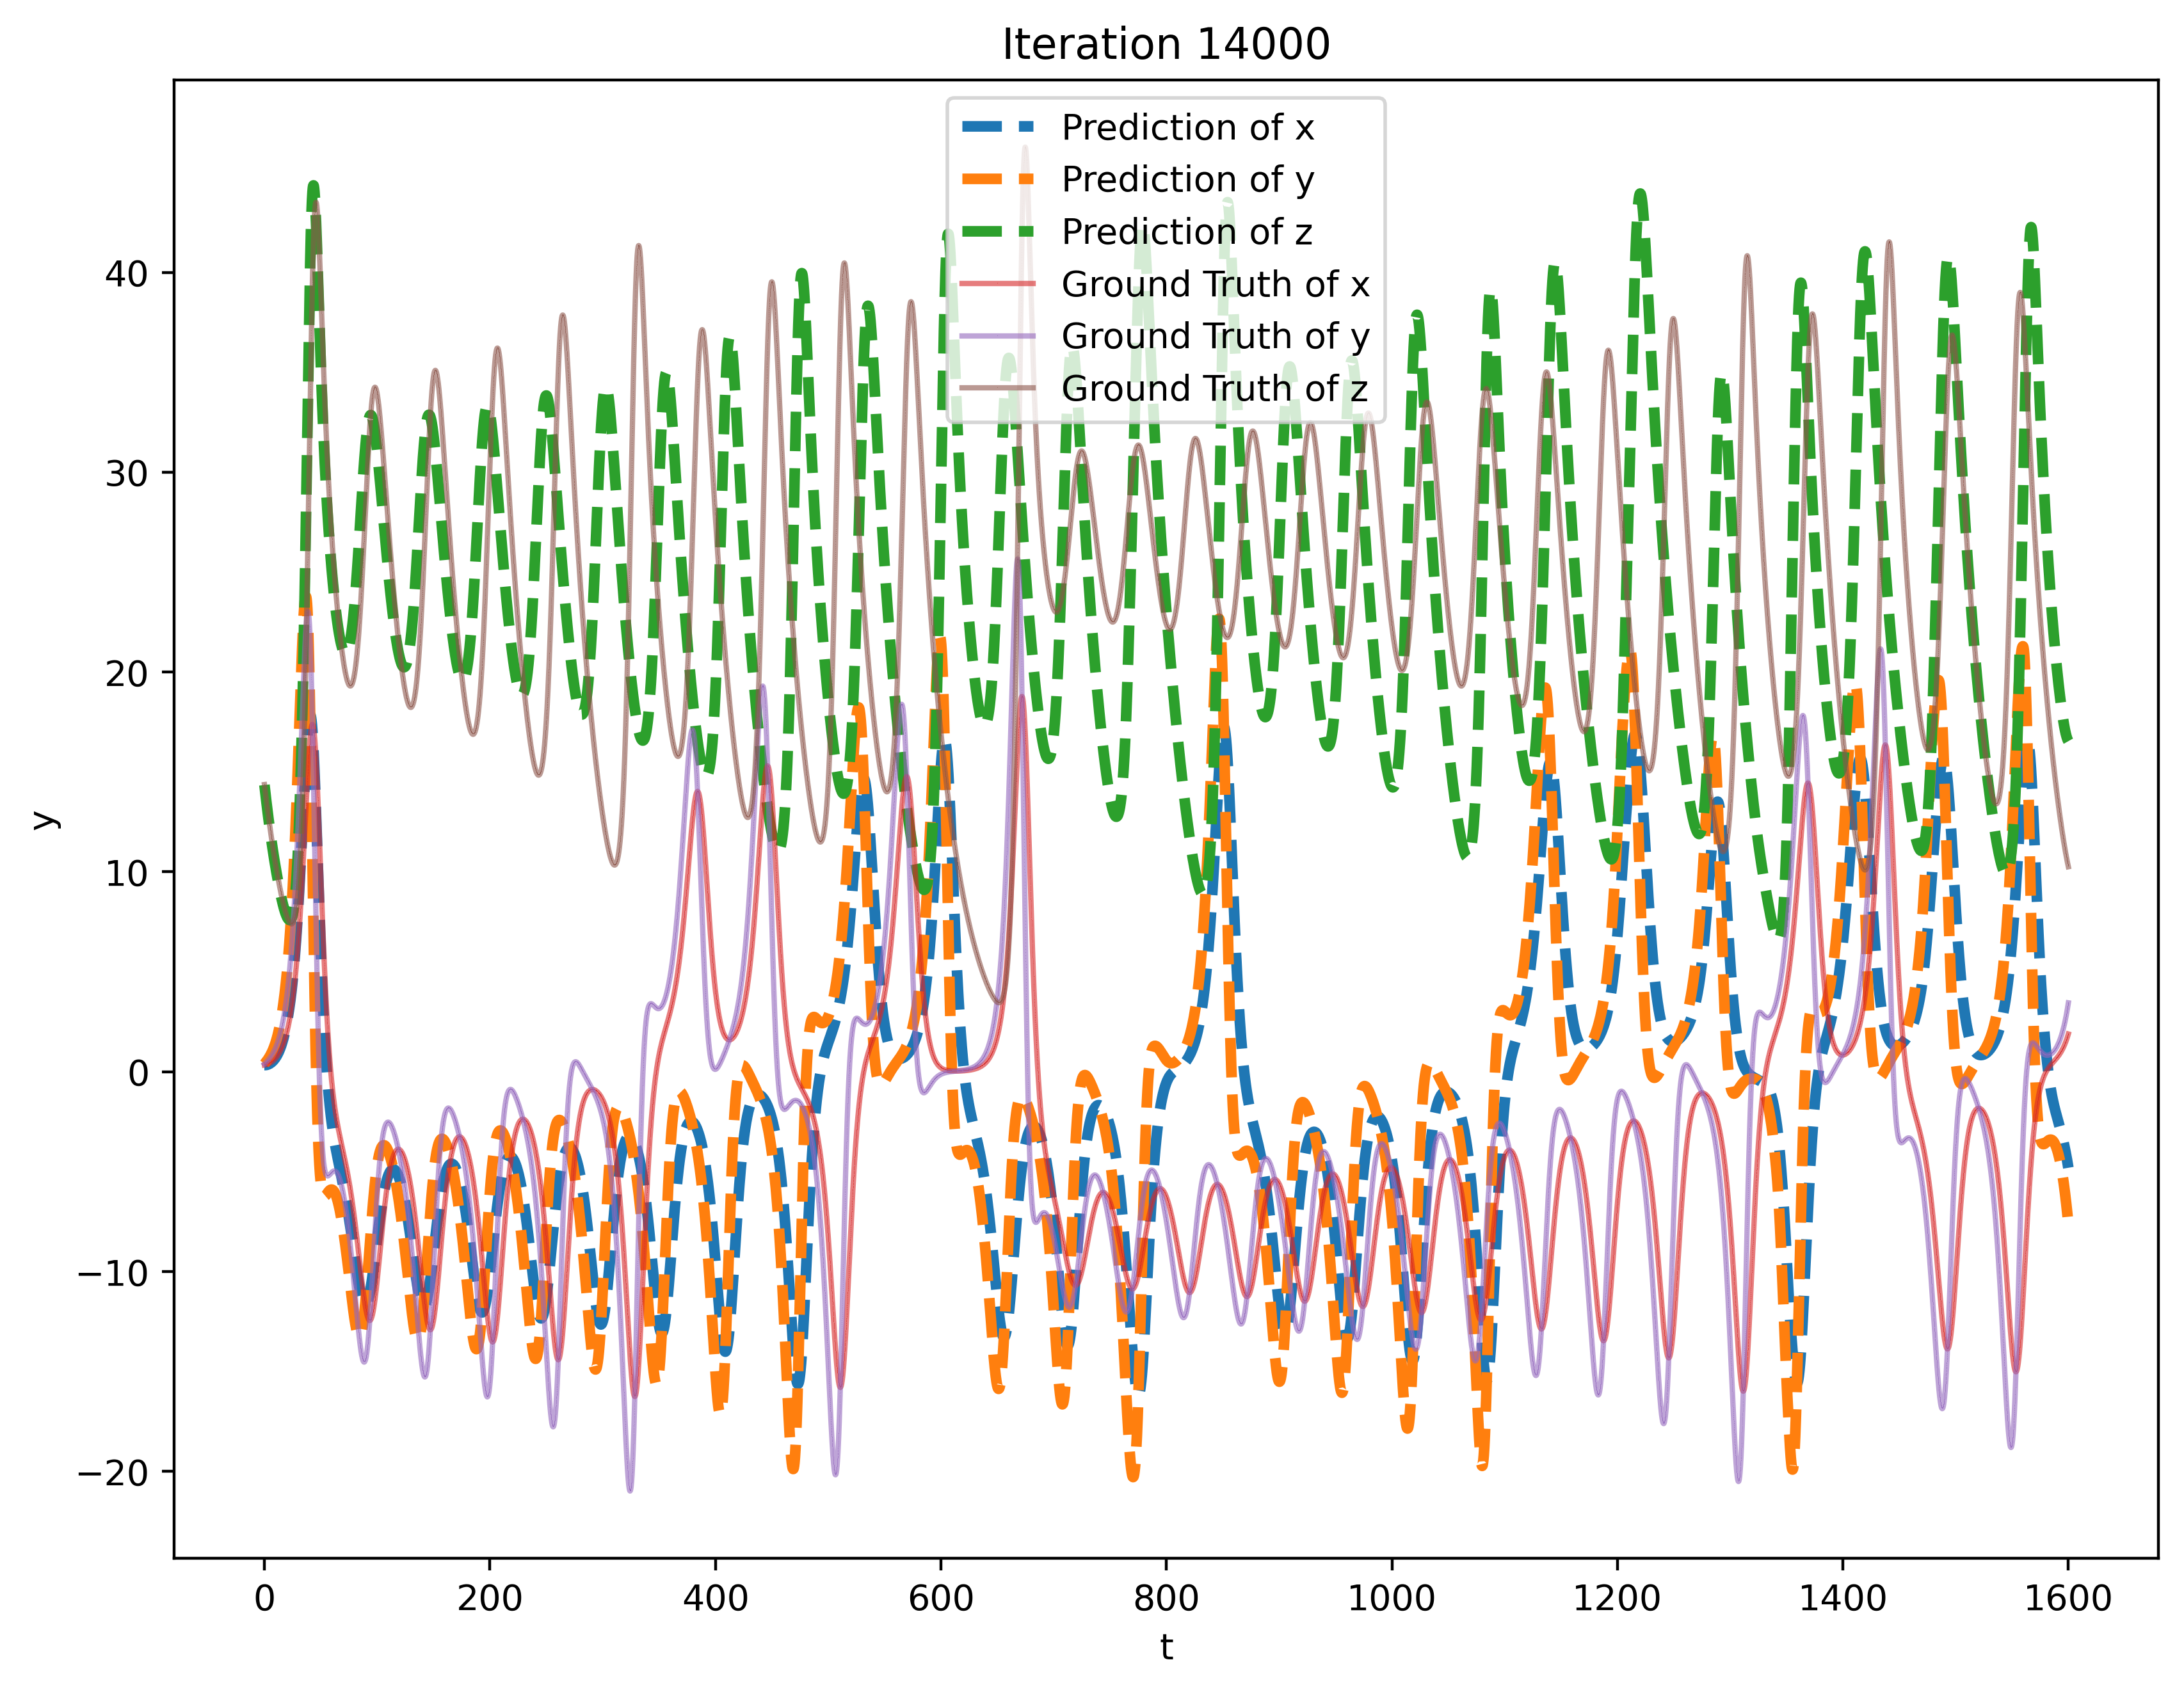 Iteration 14000
Prediction of x
Prediction of y
Prediction of z
Ground Truth of x
Ground Truth of y
Ground Truth of z
y
40
30
20
10
0
−10
−20
0 200 400 600 800 1000 1200 1400 1600
t